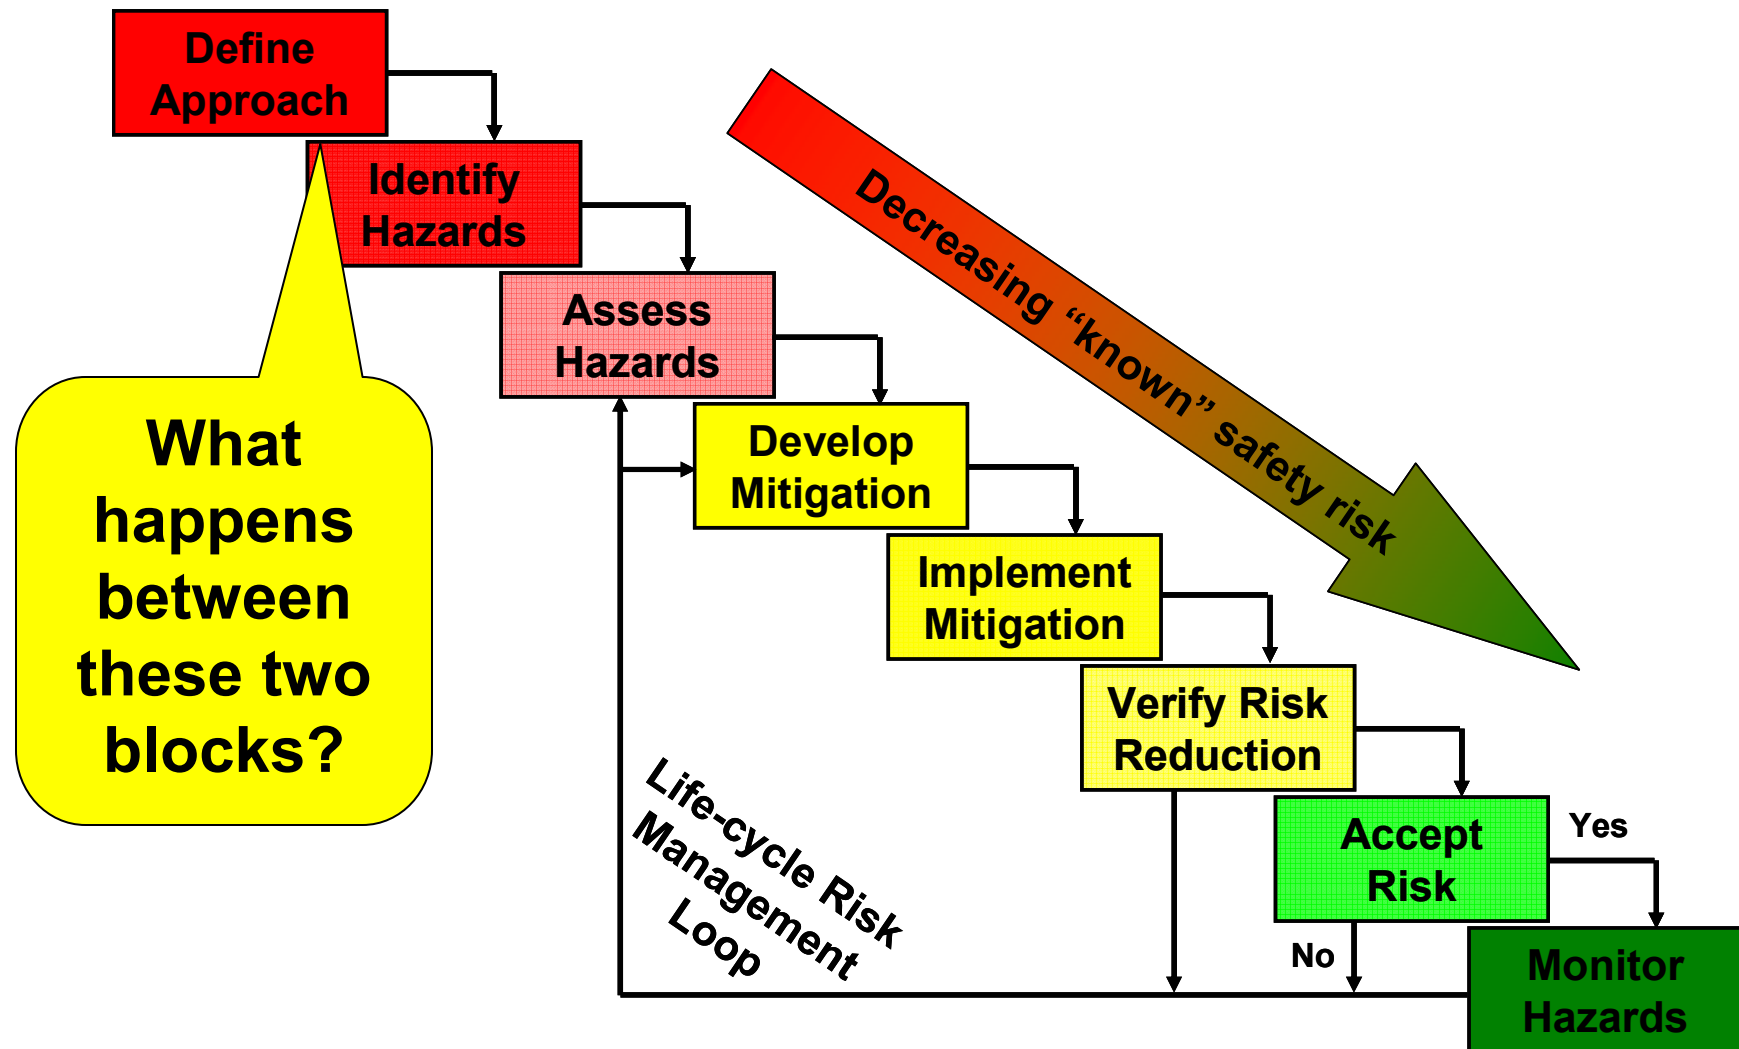 Define
Approach
Identify
Hazards
Assess
Hazards
Develop
Mitigation
Implement
Mitigation
Verify Risk
Reduction
Accept
Risk
Yes
No
Monitor
Hazards
Decreasing “known” safety risk
What
happens
between
these two
blocks?
Life-cycle Risk
Management
Loop